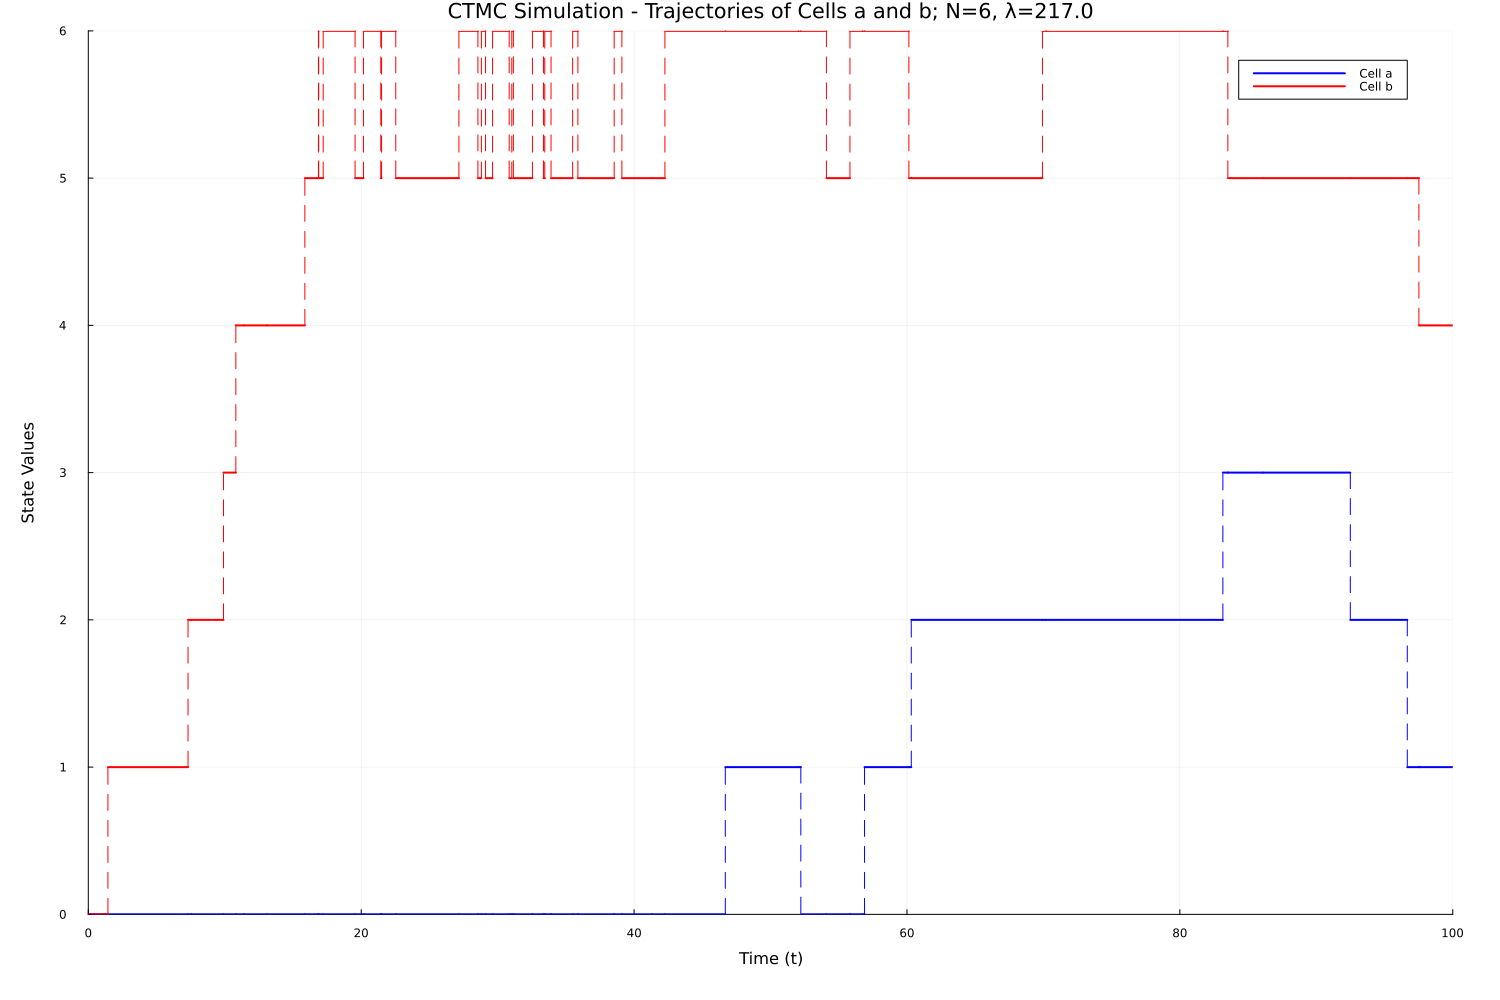 CTMC Simulation - Trajectories of Cells a and b; N=6, λ=217.0
6
Cell a
Cell b
5
4
State Values
3
2
1
0
0 20 40 60 80 100
Time (t)